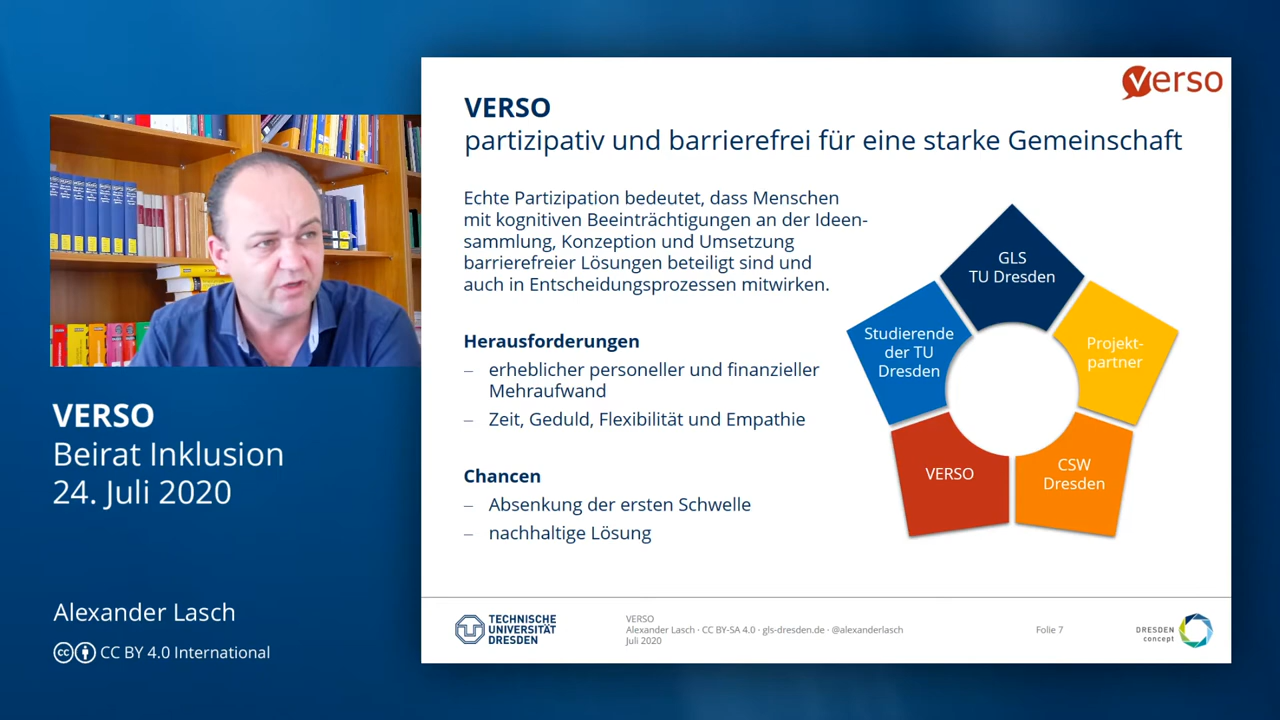 verso
VERSO
partizipativ und barrierefrei für eine starke Gemeinschaft
Echte Partizipation bedeutet, dass Menschen
mit kognitiven Beeinträchtigungen an der Ideen-
sammlung, Konzeption und Umsetzung
barrierefreier Lösungen beteiligt sind und
auch in Entscheidungsprozessen mitwirken.
Herausforderungen
– erheblicher personeller und finanzieller
Mehraufwand
– Zeit, Geduld, Flexibilität und Empathie
Chancen
– Absenkung der ersten Schwelle
– nachhaltige Lösung
GLS
TU Dresden
Projekt-
partner
CSW
Dresden
VERSO
Studierende
der TU
Dresden
VERSO
Beirat Inklusion
24. Juli 2020
Alexander Lasch
cc CC BY 4.0 International
TECHNISCHE
UNIVERSITÄT
DRESDEN
VERSO
Alexander Lasch · CC BY-SA 4.0 · gls-dresden.de · @alexanderlasch
Juli 2020
Folie 7
DRESDEN
concept